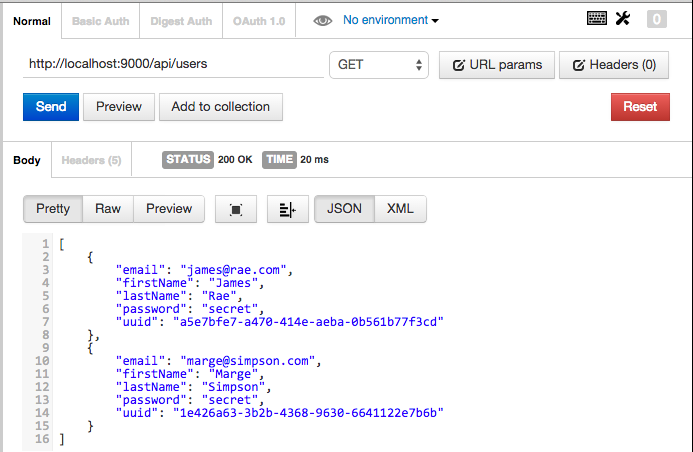 Normal Basic Auth Digest Auth OAuth 1.0 No environment 0
http://localhost:9000/api/users GET URL params Headers (0)
Send Preview Add to collection Reset
Body Headers (5) STATUS 200 OK TIME 20 ms
Pretty Raw Preview JSON XML
1 [
2 {
3 "email": "james@rae.com",
4 "firstName": "James",
5 "lastName": "Rae",
6 "password": "secret",
7 "uuid": "a5e7bfe7-a470-414e-aeba-0b561b77f3cd"
8 },
9 {
10 "email": "marge@simpson.com",
11 "firstName": "Marge",
12 "lastName": "Simpson",
13 "password": "secret",
14 "uuid": "1e426a63-3b2b-4368-9630-6641122e7b6b"
15 }
16 ]